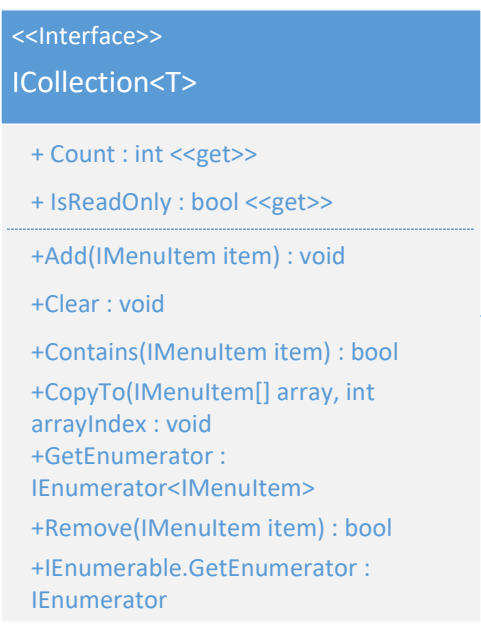 <<Interface>>
ICollection<T>
+ Count : int <<get>>
+ IsReadOnly : bool <<get>>
+Add(IMenuItem item) : void
+Clear : void
+Contains(IMenuItem item) : bool
+CopyTo(IMenuItem[] array, int
arrayIndex : void
+GetEnumerator :
IEnumerator<IMenuItem>
+Remove(IMenuItem item) : bool
+IEnumerable.GetEnumerator :
IEnumerator